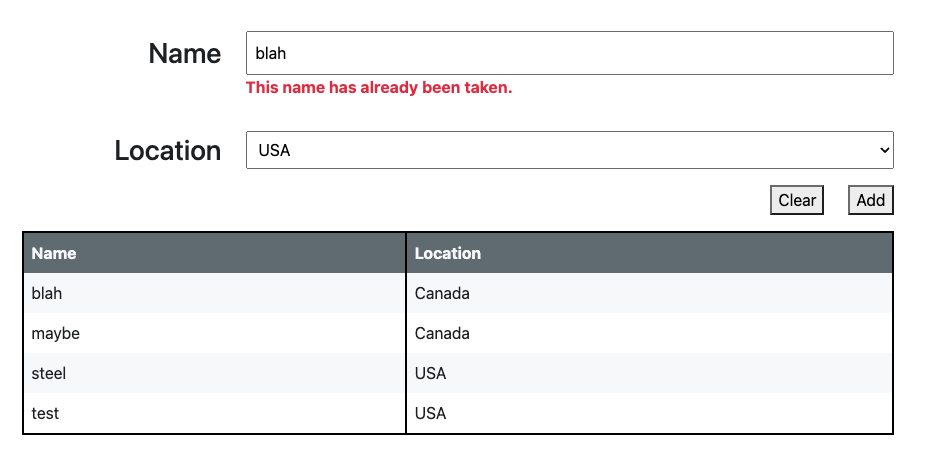 Name blah
This name has already been taken.
Location USA
Clear Add
Name Location
blah Canada
maybe Canada
steel USA
test USA